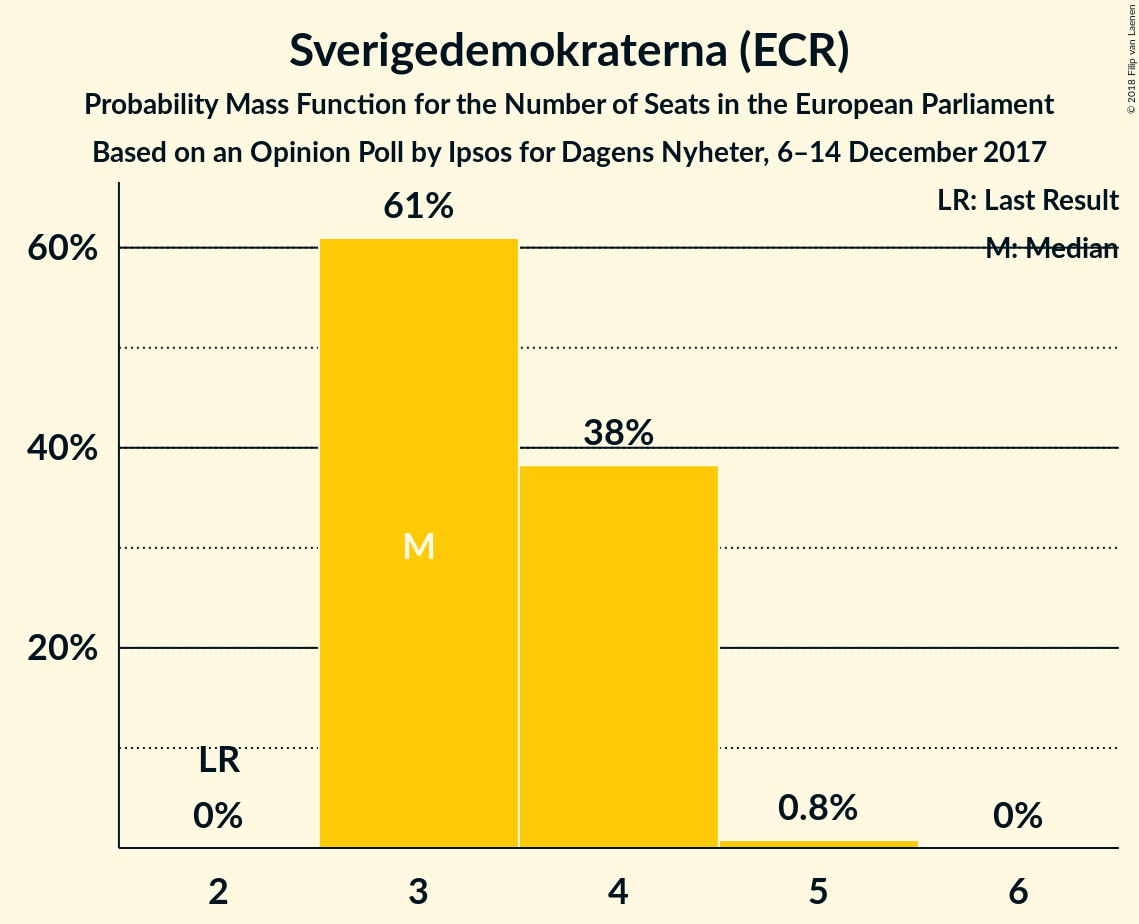 Sverigedemokraterna (ECR)
Probability Mass Function for the Number of Seats in the European Parliament
Based on an Opinion Poll by Ipsos for Dagens Nyheter, 6–14 December 2017
© 2018 Filip van Laenen
LR: Last Result
M: Median
61%
60%
38%
40%
M
20%
LR
0%
0.8%
0%
2 3 4 5 6